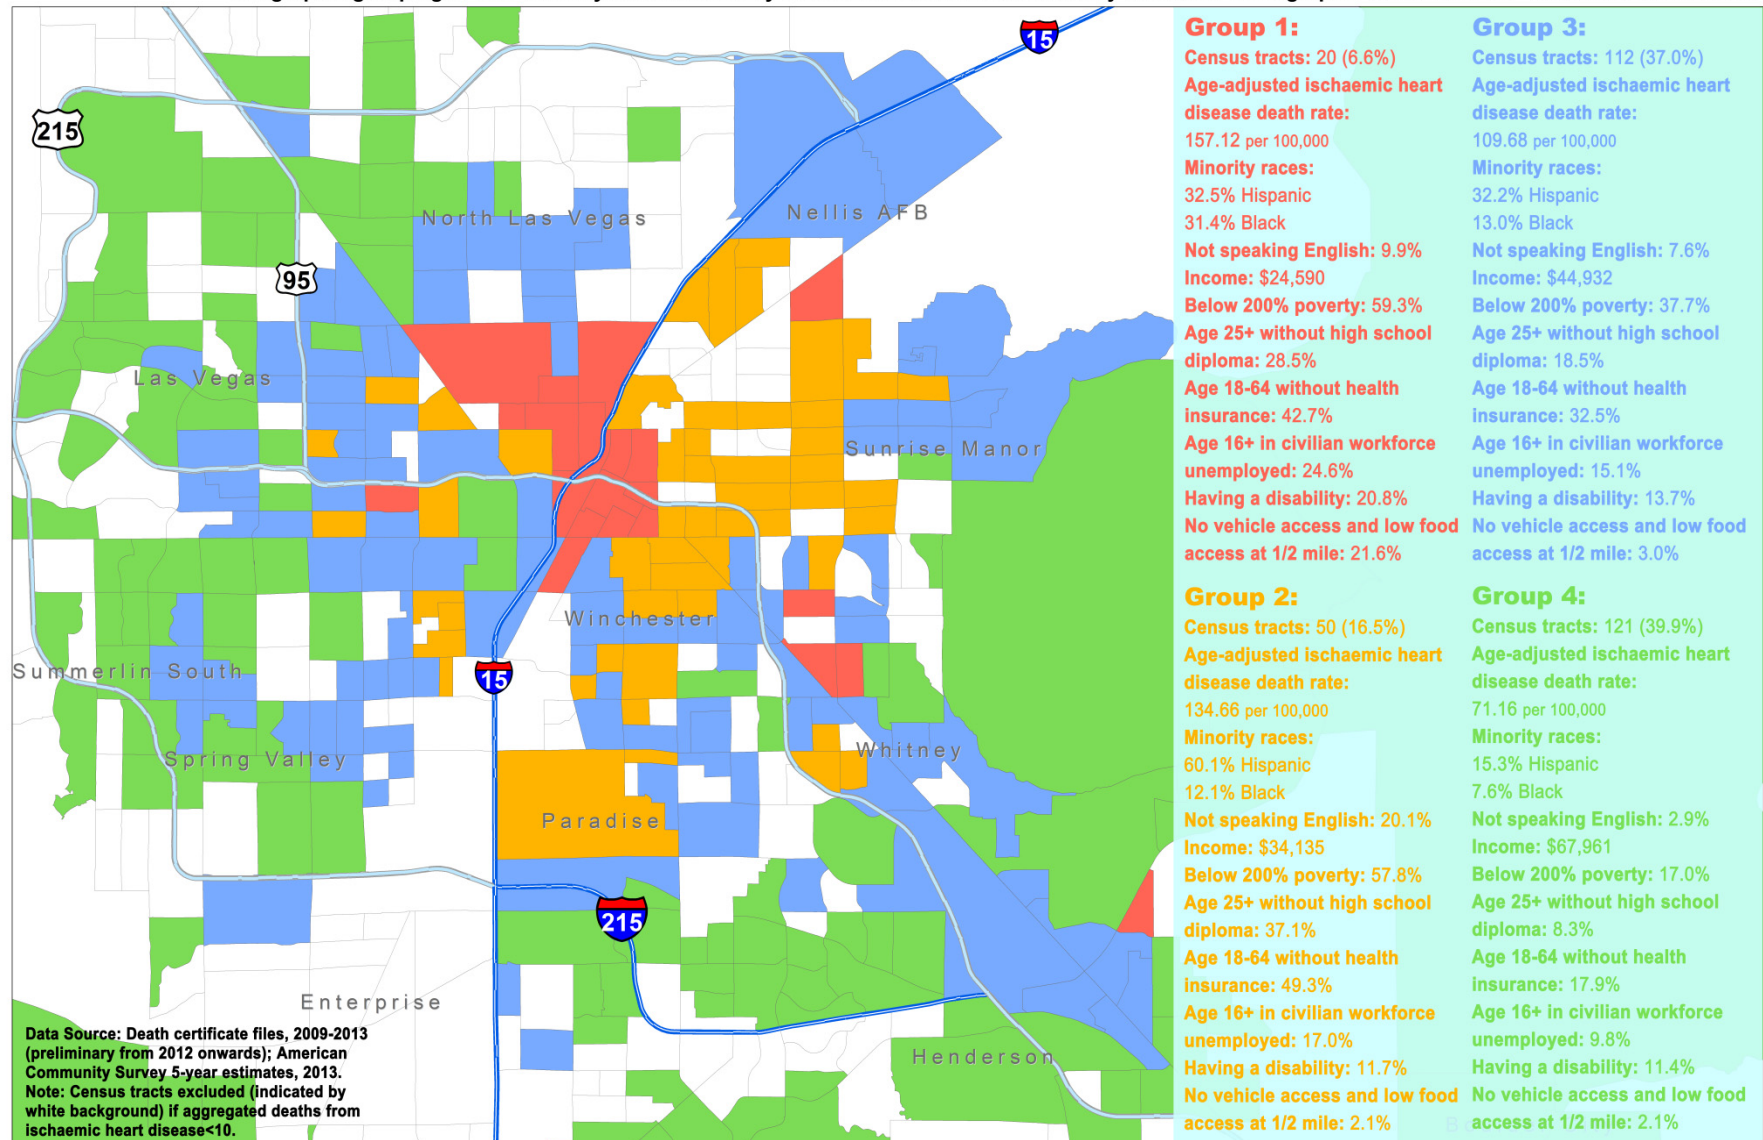 15
215
North Las Vegas
Nellis AFB
95
Las Vegas
Sunrise Manor
Winchester
Summerlin South
15
Whitney
Spring Valley
Paradise
215
Enterprise
Henderson
Data Source: Death certificate files, 2009-2013
(preliminary from 2012 onwards); American
Community Survey 5-year estimates, 2013.
Note: Census tracts excluded (indicated by
white background) if aggregated deaths from
ischaemic heart disease<10.
Group 1:
Census tracts: 20 (6.6%)
Age-adjusted ischaemic heart
disease death rate:
157.12 per 100,000
Minority races:
32.5% Hispanic
31.4% Black
Not speaking English: 9.9%
Income: $24,590
Below 200% poverty: 59.3%
Age 25+ without high school
diploma: 28.5%
Age 18-64 without health
insurance: 42.7%
Age 16+ in civilian workforce
unemployed: 24.6%
Having a disability: 20.8%
No vehicle access and low food
access at 1/2 mile: 21.6%
Group 2:
Census tracts: 50 (16.5%)
Age-adjusted ischaemic heart
disease death rate:
134.66 per 100,000
Minority races:
60.1% Hispanic
12.1% Black
Not speaking English: 20.1%
Income: $34,135
Below 200% poverty: 57.8%
Age 25+ without high school
diploma: 37.1%
Age 18-64 without health
insurance: 49.3%
Age 16+ in civilian workforce
unemployed: 17.0%
Having a disability: 11.7%
No vehicle access and low food
access at 1/2 mile: 2.1%
Group 3:
Census tracts: 112 (37.0%)
Age-adjusted ischaemic heart
disease death rate:
109.68 per 100,000
Minority races:
32.2% Hispanic
13.0% Black
Not speaking English: 7.6%
Income: $44,932
Below 200% poverty: 37.7%
Age 25+ without high school
diploma: 18.5%
Age 18-64 without health
insurance: 32.5%
Age 16+ in civilian workforce
unemployed: 15.1%
Having a disability: 13.7%
No vehicle access and low food
access at 1/2 mile: 3.0%
Group 4:
Census tracts: 121 (39.9%)
Age-adjusted ischaemic heart
disease death rate:
71.16 per 100,000
Minority races:
15.3% Hispanic
7.6% Black
Not speaking English: 2.9%
Income: $67,961
Below 200% poverty: 17.0%
Age 25+ without high school
diploma: 8.3%
Age 18-64 without health
insurance: 17.9%
Age 16+ in civilian workforce
unemployed: 9.8%
Having a disability: 11.4%
No vehicle access and low food
access at 1/2 mile: 2.1%